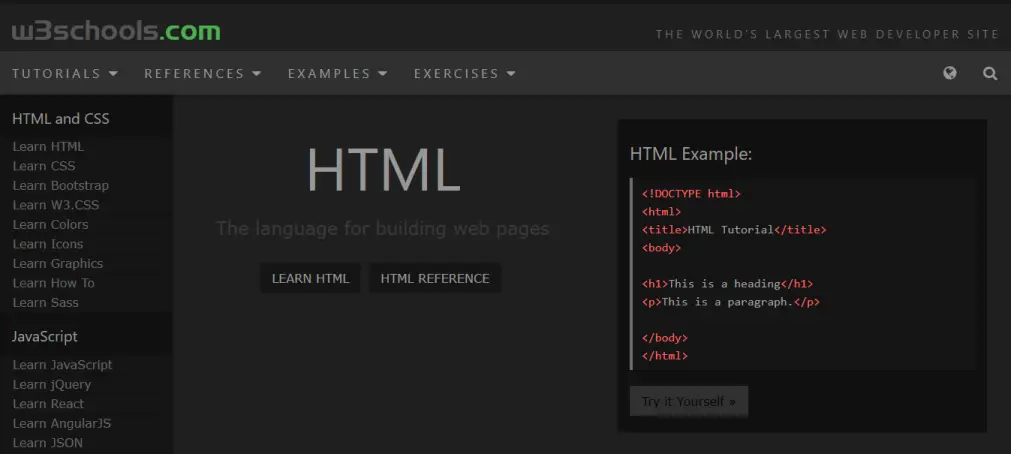 w3schools.com
THE WORLD'S LARGEST WEB DEVELOPER SITE
TUTORIALS REFERENCES EXAMPLES EXERCISES
HTML and CSS
Learn HTML
Learn CSS
Learn Bootstrap
Learn W3.CSS
Learn Colors
Learn Icons
Learn Graphics
Learn How To
Learn Sass
JavaScript
Learn JavaScript
Learn jQuery
Learn React
Learn AngularJS
Learn JSON
HTML
The language for building web pages
LEARN HTML HTML REFERENCE
HTML Example:
<!DOCTYPE html>
<html>
<title>HTML Tutorial</title>
<body>
<h1>This is a heading</h1>
<p>This is a paragraph.</p>
</body>
</html>
Try it Yourself »